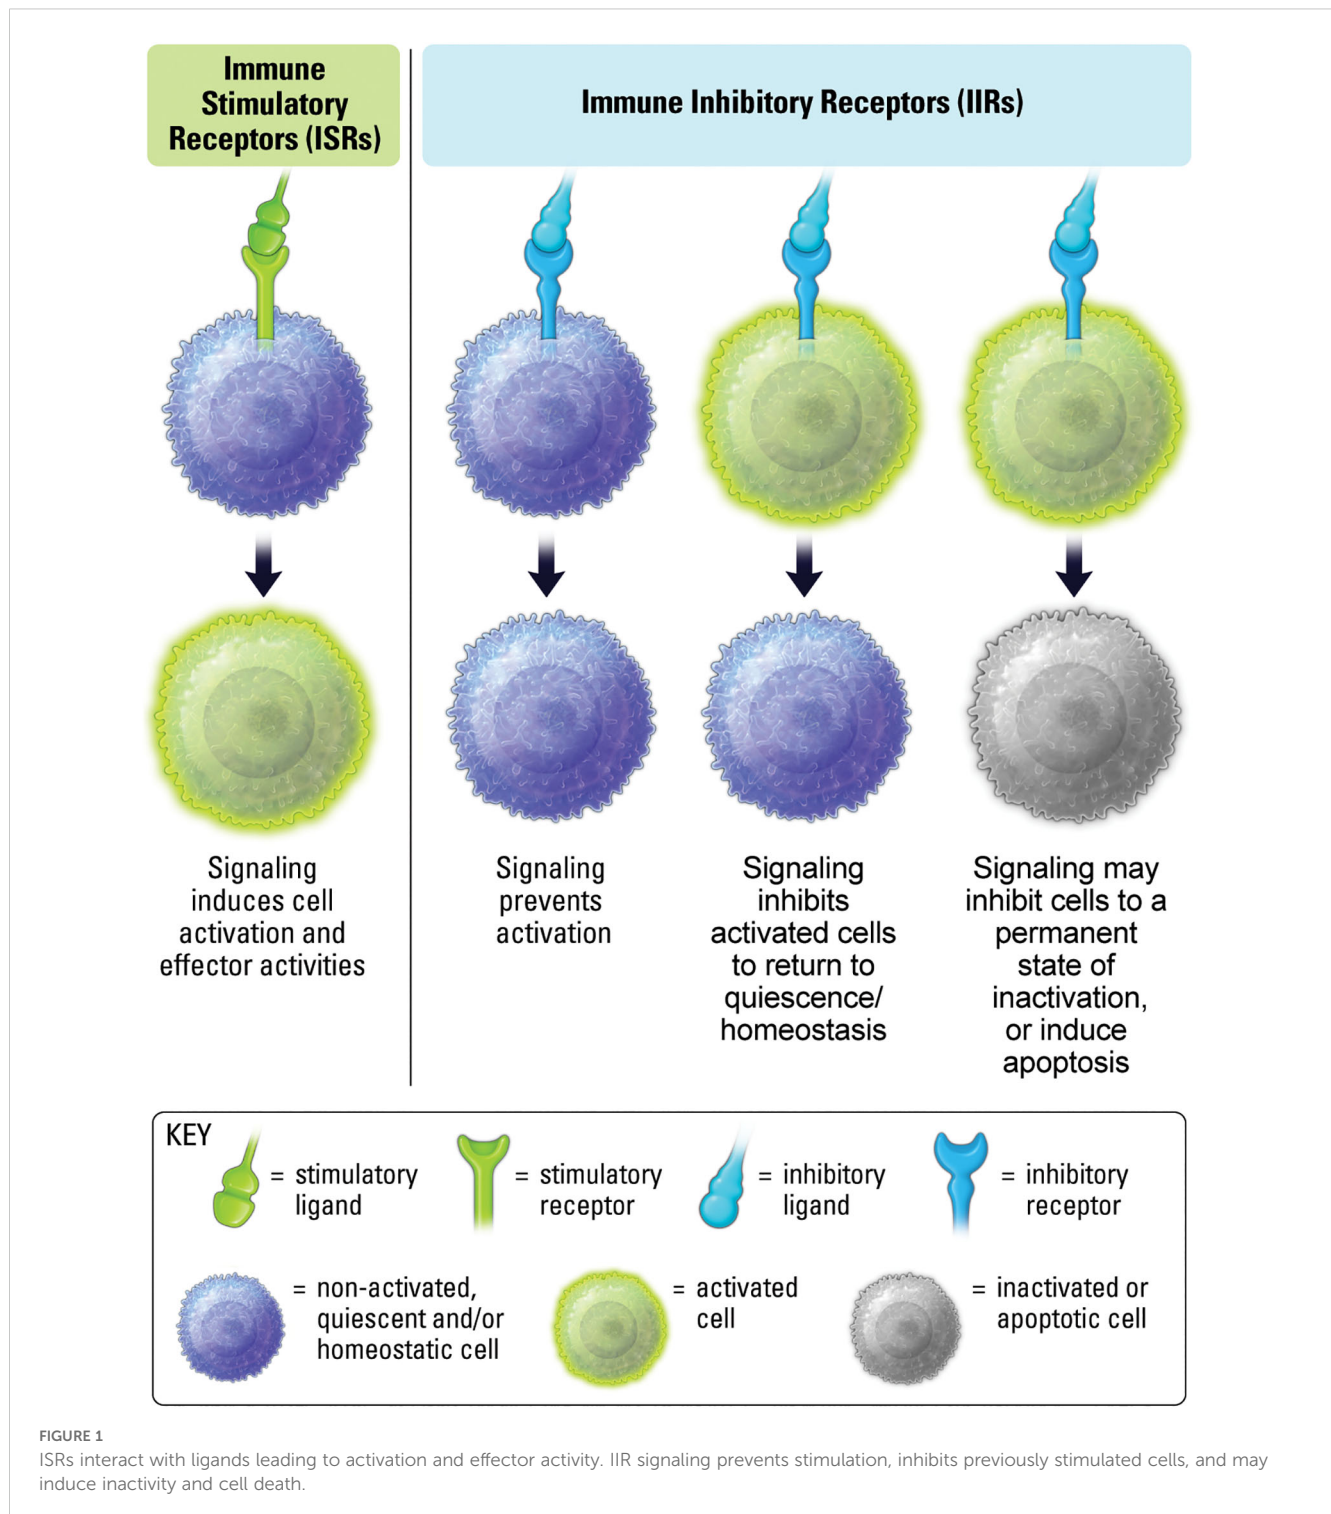 Immune
Stimulatory
Receptors (ISRs)
Immune Inhibitory Receptors (IIRs)
Signaling
induces cell
activation and
effector activities
Signaling
prevents
activation
Signaling
inhibits
activated cells
to return to
quiescence/
homeostasis
Signaling may
inhibit cells to a
permanent
state of
inactivation,
or induce
apoptosis
KEY
= stimulatory
ligand
= stimulatory
receptor
= inhibitory
ligand
= inhibitory
receptor
= non-activated,
quiescent and/or
homeostatic cell
= activated
cell
= inactivated or
apoptotic cell
FIGURE 1
ISRs interact with ligands leading to activation and effector activity. IIR signaling prevents stimulation, inhibits previously stimulated cells, and may
induce inactivity and cell death.